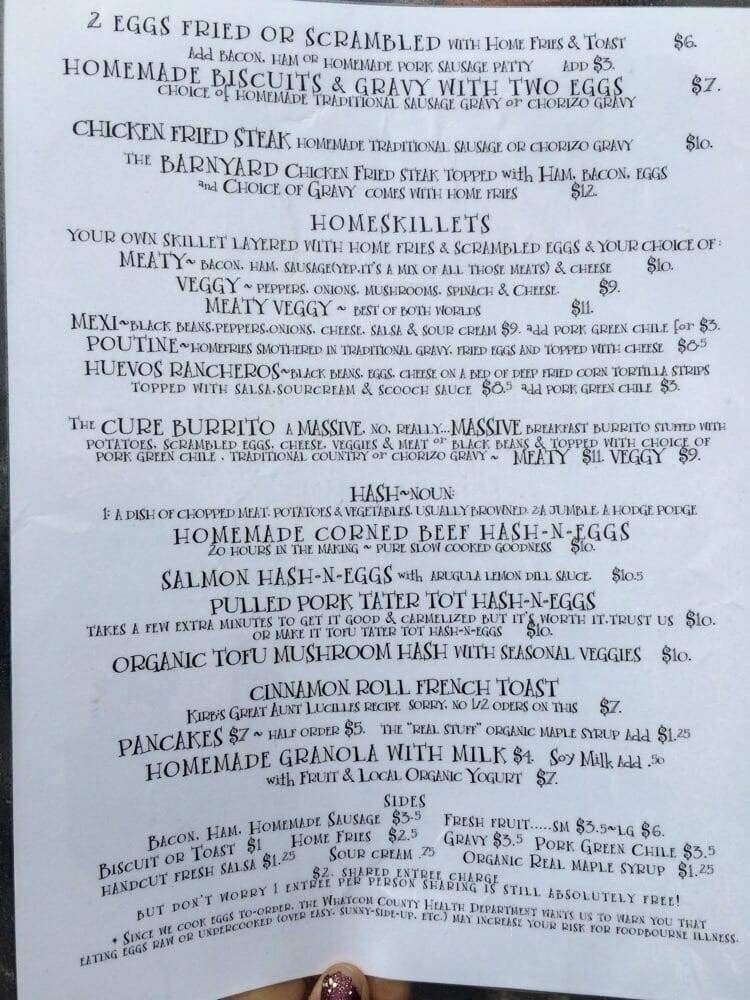 2 EGGS FRIED OR SCRAMBLED WITH HOME FRIES & TOAST $6.
Add BACON, HAM OR HOMEMADE PORK SAUSAGE PATTY ADD $3.
HOMEMADE BISCUITS & GRAVY WITH TWO EGGS $7.
CHOICE of HOMEMADE TRADITIONAL SAUSAGE GRAVY or CHORIZO GRAVY
CHICKEN FRIED STEAK HOMEMADE TRADITIONAL SAUSAGE OR CHORIZO GRAVY $10.
THE BARNYARD CHICKEN FRIED STEAK TOPPED with HAM, BACON, EGGS
and CHOICE OF GRAVY COMES WITH HOME FRIES $12.
HOMESKILLETS
YOUR OWN SKILLET LAYERED WITH HOME FRIES & SCRAMBLED EGGS & YOUR CHOICE OF:
MEATY~ BACON, HAM, SAUSAGE(YEP,IT'S A MIX OF ALL THOSE MEATS) & CHEESE $10.
VEGGY ~ PEPPERS, ONIONS, MUSHROOMS, SPINACH & CHEESE. $9.
MEATY VEGGY ~ BEST OF BOTH WORLDS $11.
MEXI~BLACK BEANS,PEPPERS,ONIONS, CHEESE, SALSA & SOUR CREAM $9. add PORK GREEN CHILE for $3.
POUTINE~HOMEFRIES SMOTHERED IN TRADITIONAL GRAVY, FRIED EGGS AND TOPPED WITH CHEESE $8.5
HUEVOS RANCHEROS~BLACK BEANS, EGGS, CHEESE ON A BED OF DEEP FRIED CORN TORTILLA STRIPS
TOPPED WITH SALSA,SOURCREAM & SCOOCH SAUCE $8.5 add PORK GREEN CHILE $3.
THE CURE BURRITO A MASSIVE, NO, REALLY...MASSIVE BREAKFAST BURRITO STUFFED WITH
POTATOES, SCRAMBLED EGGS, CHEESE, VEGGIES & MEAT or BLACK BEANS & TOPPED WITH CHOICE OF
PORK GREEN CHILE , TRADITIONAL COUNTRY or CHORIZO GRAVY ~ MEATY $11. VEGGY $9.
HASH~NOUN:
1: A DISH OF CHOPPED MEAT, POTATOES & VEGETABLES, USUALLY BROWNED. 2:A JUMBLE, A HODGE PODGE
HOMEMADE CORNED BEEF HASH-N-EGGS
20 HOURS IN THE MAKING ~ PURE SLOW COOKED GOODNESS $10.
SALMON HASH-N-EGGS with ARUGULA LEMON DILL SAUCE. $10.5
PULLED PORK TATER TOT HASH-N-EGGS
TAKES A FEW EXTRA MINUTES TO GET IT GOOD & CARMELIZED BUT IT'S WORTH IT,TRUST US $10.
OR MAKE IT TOFU TATER TOT HASH-N-EGGS $10.
ORGANIC TOFU MUSHROOM HASH WITH SEASONAL VEGGIES $10.
CINNAMON ROLL FRENCH TOAST
KIRB'S GREAT AUNT LUCILLES RECIPE SORRY, NO 1/2 ODERS ON THIS $7.
PANCAKES $7 ~ HALF ORDER $5. THE "REAL STUFF" ORGANIC MAPLE SYRUP Add $1.25
HOMEMADE GRANOLA WITH MILK $4. Soy Milk Add .50
with FRUIT & LOCAL ORGANIC YOGURT $7.
SIDES
BACON, HAM, HOMEMADE SAUSAGE $3.5 FRESH FRUIT.....SM $3.5~LG $6.
BISCUIT OR TOAST $1 HOME FRIES $2.5 GRAVY $3.5 PORK GREEN CHILE $3.5
HANDCUT FRESH SALSA $1.25 SOUR CREAM .75 ORGANIC REAL MAPLE SYRUP $1.25
$2. SHARED ENTREE CHARGE
BUT DON'T WORRY 1 ENTREE PER PERSON SHARING IS STILL ABSOLUTELY FREE!
• SINCE WE COOK EGGS TO-ORDER, THE WHATCOM COUNTY HEALTH DEPARTMENT WANTS US TO WARN YOU THAT
EATING EGGS RAW OR UNDERCOOKED (OVER EASY, SUNNY-SIDE-UP, ETC.) MAY INCREASE YOUR RISK FOR FOODBOURNE ILLNESS.